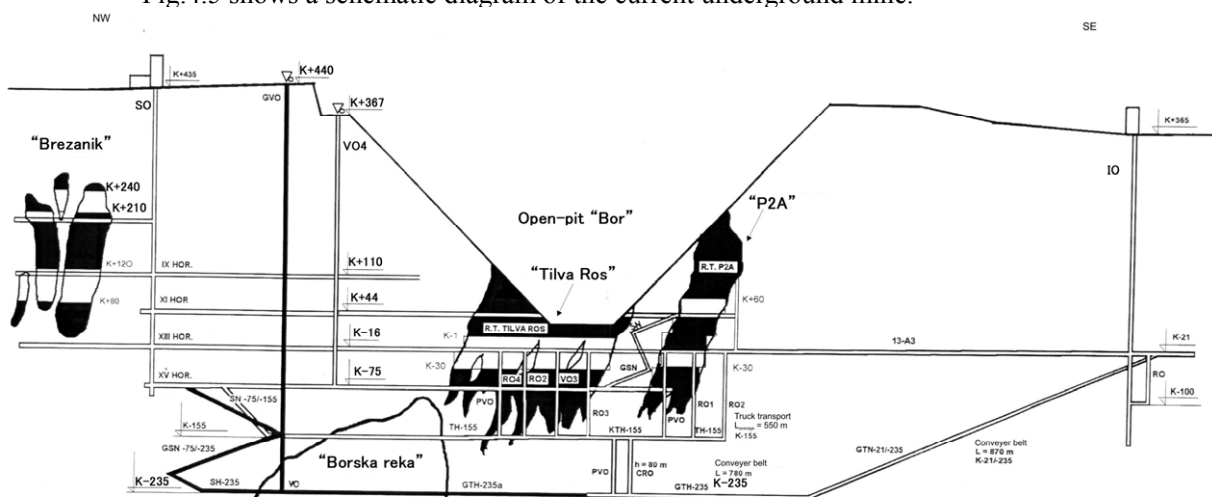 Fig.4.5 shows a schematic diagram of the current underground mine.
NW
SE
K+435
K+440
K+367
K+365
SO
GVO
VO4
IO
"Brezanik"
K+240
K+210
Open-pit "Bor"
"P2A"
K+120
IX HOR.
K+110
"Tilva Ros"
R.T. P2A
K+80
XI HOR
K+44
K+60
K-1
R.T. TILVA ROS
SN
XIII HOR.
K-16
13-A3
K-21
K-30
GSN
K-30
XV HOR
K-75
RO4
RO2
VO3
RO
K-100
SN -75/-155
PVO
RO3
PVO
RO1
RO2
Truck transport
L = 550 m
K-155
K-155
TH-155
KTH-155
TH-155
GSN -75/-235
"Borska reka"
GTN-21/-235
Conveyer belt
L = 870 m
K-21/-235
K-235
SH-235
VO
GTH-235a
PVO
h = 80 m
CRO
Conveyer belt
L = 780 m
GTH-235
K-235